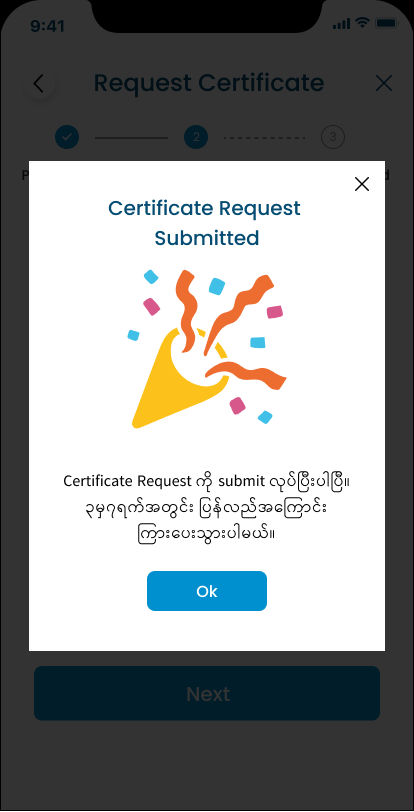 9:41
Request Certificate
2
3
Certificate Request
Submitted
Certificate Request ကို submit လုပ်ပြီးပါပြီ။
၃မှ၇ရက်အတွင်း ပြန်လည်အကြောင်း
ကြားပေးသွားပါမယ်။
Ok
Next